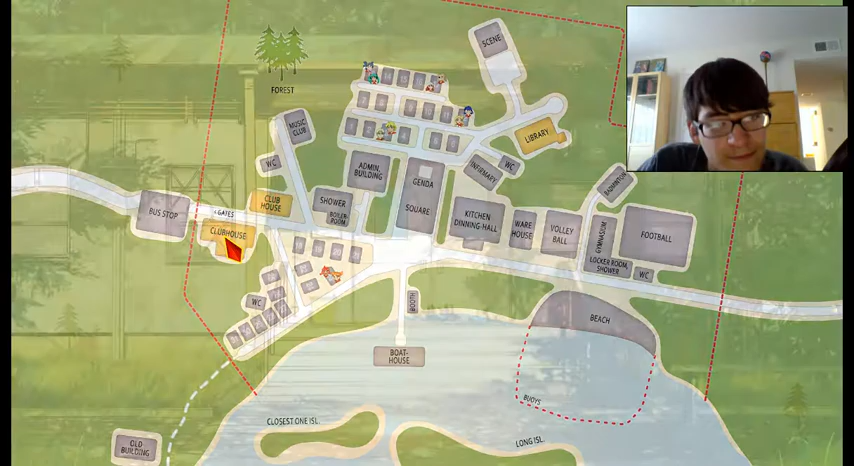 SCENE
FOREST
MUSIC
CLUB
LIBRARY
WC
WC
ADMIN.
BUILDING
INFIRMARY
BADMINTON
GENDA
SQUARE
CLUB
HOUSE
SHOWER
BOILER-
ROOM
BUS STOP
GATES
CLUBHOUSE
KITCHEN
DINNING-HALL
WARE
HOUSE
VOLLEY
BALL
GYMNASIUM
FOOTBALL
LOCKER ROOM,
SHOWER
WC
WC
BOOTH
BEACH
BOAT-
HOUSE
BUOYS
CLOSEST ONE ISL.
LONG ISL.
OLD
BUILDING